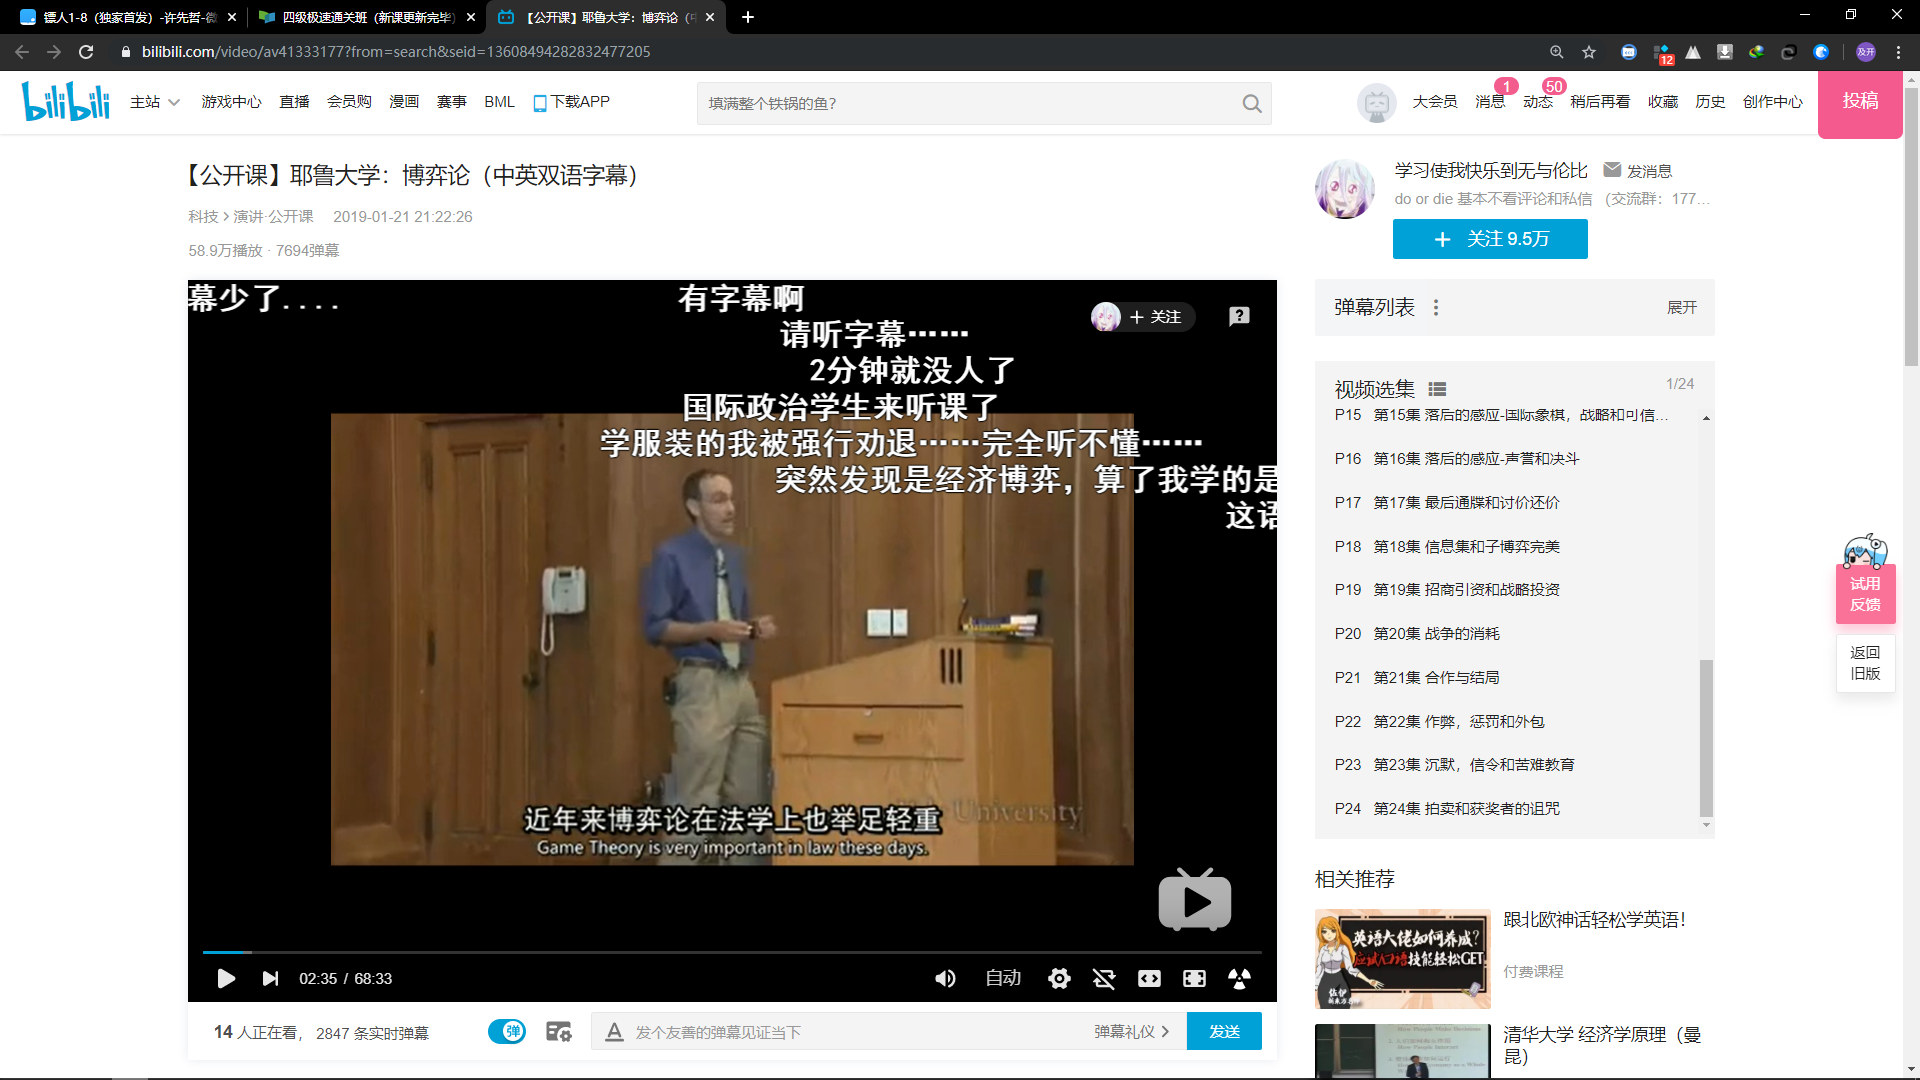 镖人1-8（独家首发）-许先哲-微
四级极速通关班（新课更新完毕）
【公开课】耶鲁大学：博弈论（中
bilibili.com/video/av41333177?from=search&seid=13608494282832477205
12
及开
bilibili
主站
游戏中心
直播
会员购
漫画
赛事
BML
下载APP
填满整个铁锅的鱼?
大会员
消息
1
动态
50
稍后再看
收藏
历史
创作中心
投稿
【公开课】耶鲁大学：博弈论（中英双语字幕）
科技 > 演讲·公开课 2019-01-21 21:22:26
58.9万播放 · 7694弹幕
学习使我快乐到无与伦比
发消息
do or die 基本不看评论和私信 （交流群：177...
+ 关注 9.5万
幕少了....
有字幕啊
+ 关注
请听字幕……
2分钟就没人了
国际政治学生来听课了
学服装的我被强行劝退……完全听不懂……
突然发现是经济博弈，算了我学的是
这语
近年来博弈论在法学上也举足轻重
University
Game Theory is very important in law these days.
02:35 / 68:33
自动
14 人正在看， 2847 条实时弹幕
弹
发个友善的弹幕见证当下
弹幕礼仪 >
发送
弹幕列表
展开
视频选集
1/24
P15 第15集 落后的感应-国际象棋，战略和可信...
P16 第16集 落后的感应-声誉和决斗
P17 第17集 最后通牒和讨价还价
P18 第18集 信息集和子博弈完美
P19 第19集 招商引资和战略投资
P20 第20集 战争的消耗
P21 第21集 合作与结局
P22 第22集 作弊，惩罚和外包
P23 第23集 沉默，信令和苦难教育
P24 第24集 拍卖和获奖者的诅咒
试用
反馈
返回
旧版
相关推荐
英语大佬如何养成?
应试/口语技能轻松GET
跟北欧神话轻松学英语！
付费课程
清华大学 经济学原理（曼
昆）